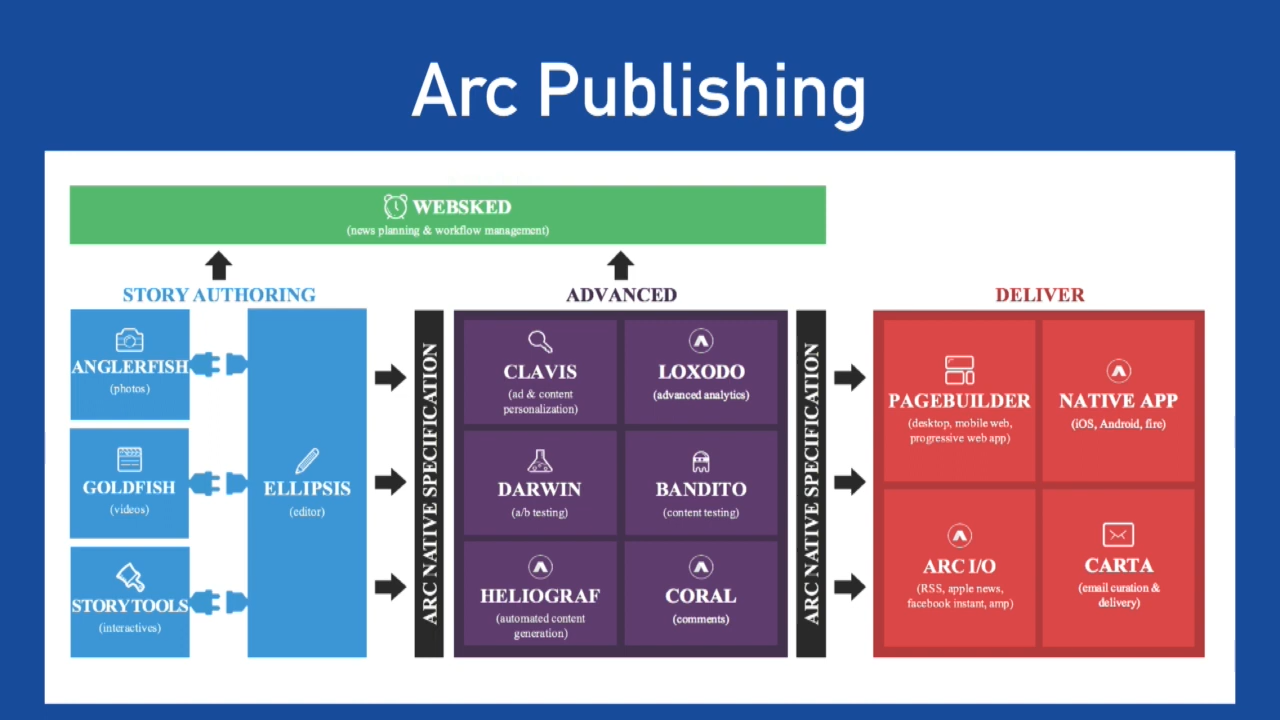 Arc Publishing
WEBSKED
(news planning & workflow management)
STORY AUTHORING
ADVANCED
DELIVER
ANGLERFISH
(photos)
GOLDFISH
(videos)
STORY TOOLS
(interactives)
ELLIPSIS
(editor)
ARC NATIVE SPECIFICATION
CLAVIS
(ad & content
personalization)
LOXODO
(advanced analytics)
DARWIN
(a/b testing)
BANDITO
(content testing)
HELIOGRAF
(automated content
generation)
CORAL
(comments)
ARC NATIVE SPECIFICATION
PAGEBUILDER
(desktop, mobile web,
progressive web app)
NATIVE APP
(iOS, Android, fire)
ARC I/O
(RSS, apple news,
facebook instant, amp)
CARTA
(email curation &
delivery)